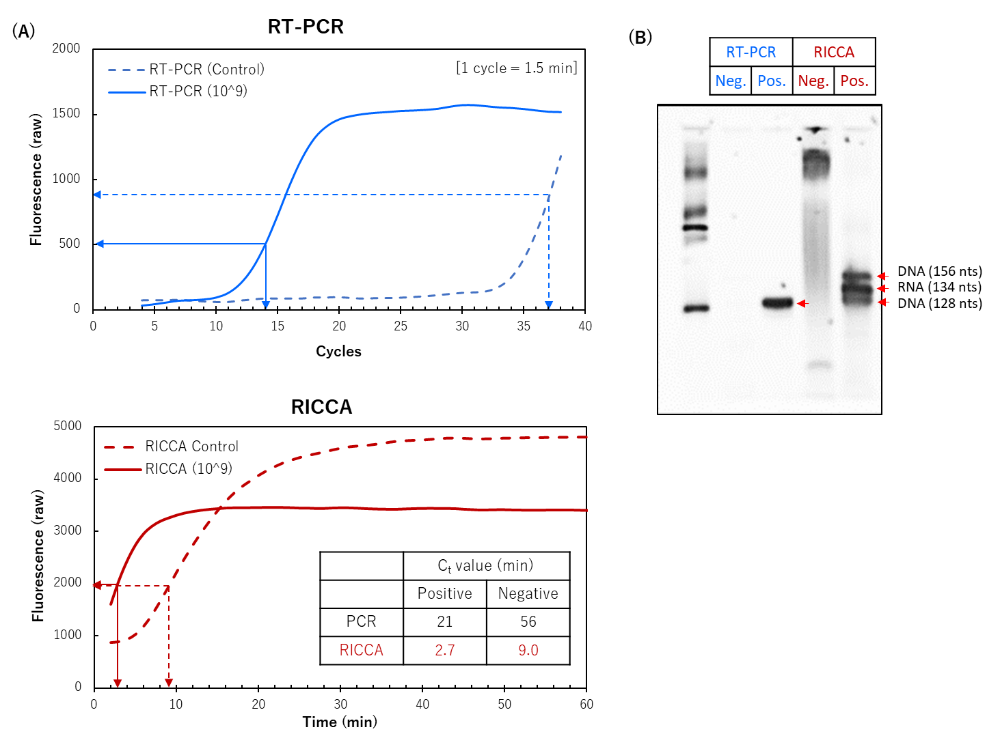 (A)
RT-PCR
2000
1500
1000
500
0
Fluorescence (raw)
RT-PCR (Control)
RT-PCR (10^9)
[1 cycle = 1.5 min]
0 5 10 15 20 25 30 35 40
Cycles
RICCA
5000
4000
3000
2000
1000
0
Fluorescence (raw)
RICCA Control
RICCA (10^9)
Ct value (min)
Positive Negative
PCR 21 56
RICCA 2.7 9.0
0 10 20 30 40 50 60
Time (min)
(B)
RT-PCR RICCA
Neg. Pos. Neg. Pos.
DNA (156 nts)
RNA (134 nts)
DNA (128 nts)